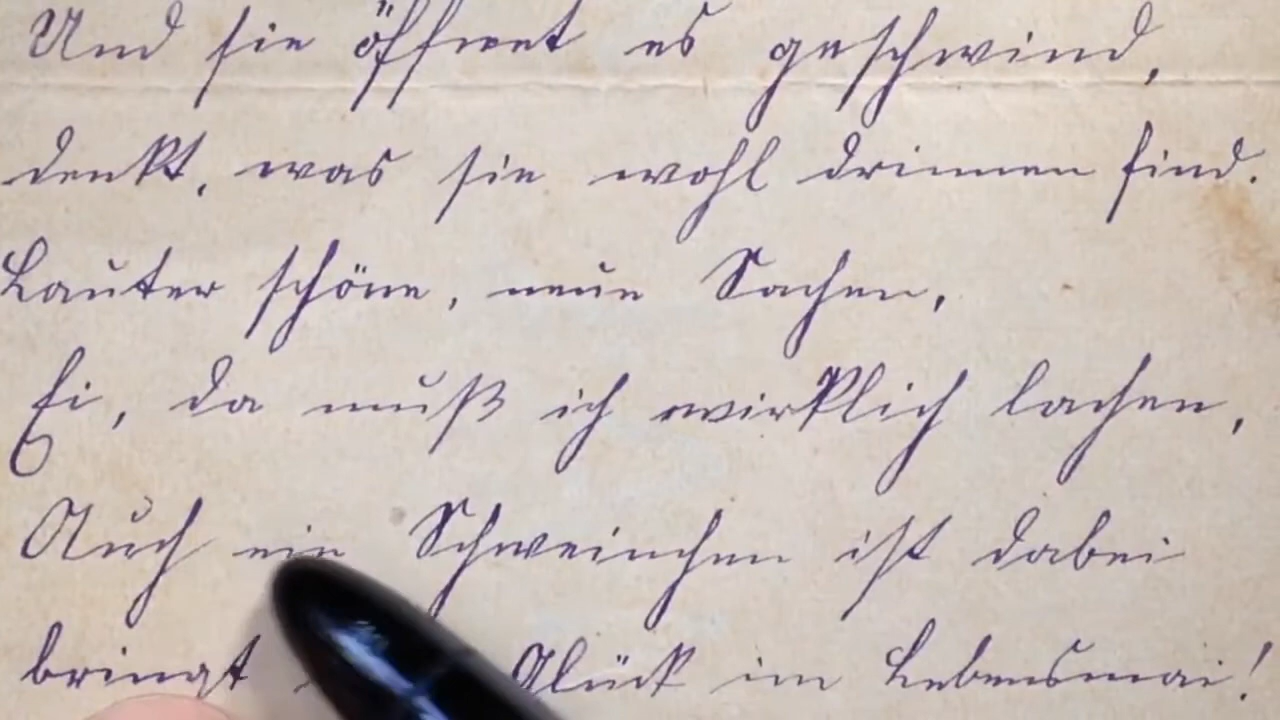 Und sie öffnet es geschwind,
denkt, was sie wohl drinnen find.
Lauter schöne, neue Sachen,
Ei, da muß ich wirklich lachen,
Auch ein Schweinchen ist dabei
bringt Glück im Lebensmai!